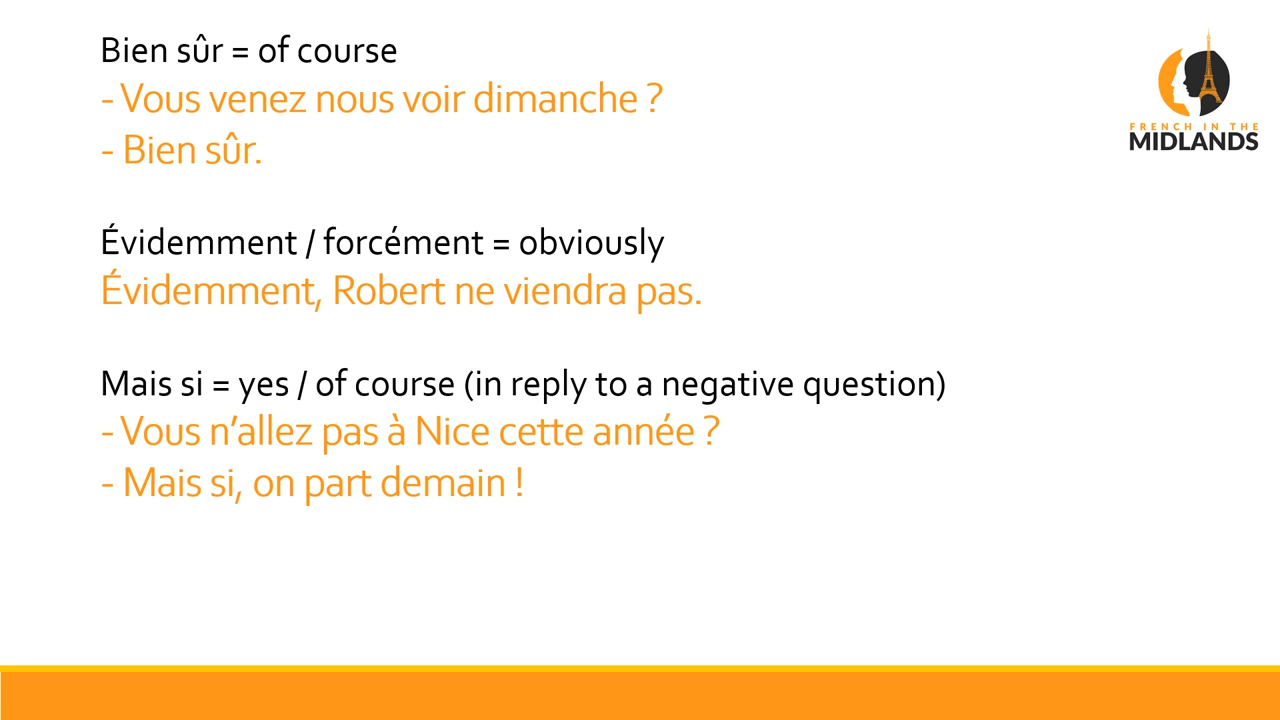 Bien sûr = of course
- Vous venez nous voir dimanche ?
- Bien sûr.
FRENCH IN THE
MIDLANDS
Évidemment / forcément = obviously
Évidemment, Robert ne viendra pas.
Mais si = yes / of course (in reply to a negative question)
- Vous n’allez pas à Nice cette année ?
- Mais si, on part demain !